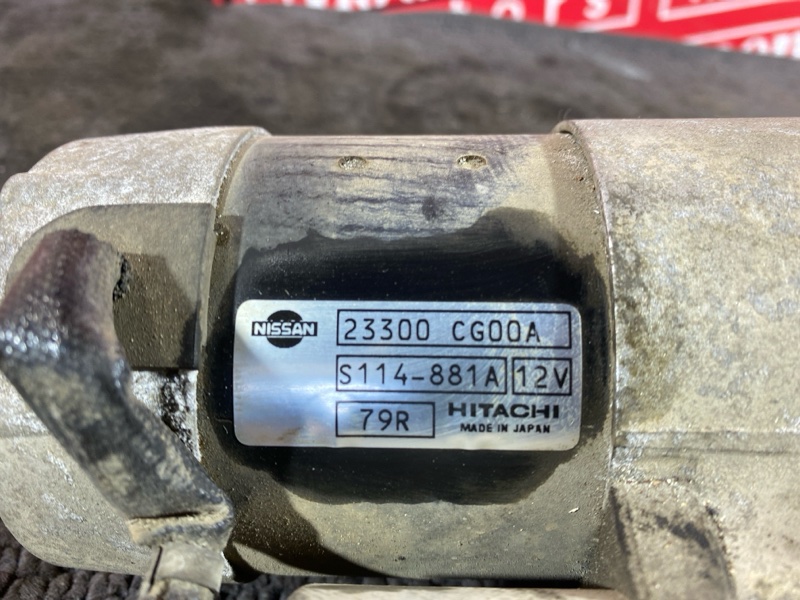 NISSAN
23300 CG00A
S114-881A 12V
79R HITACHI
MADE IN JAPAN